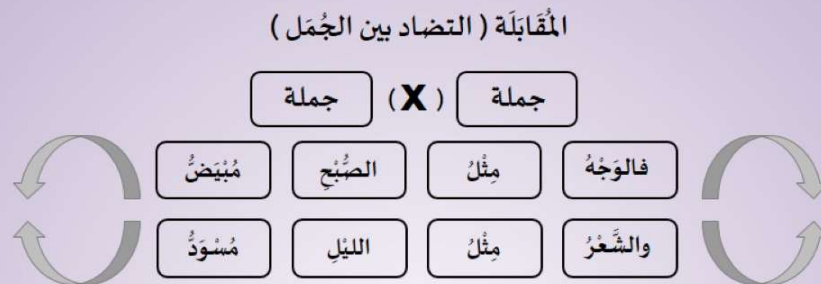 المُقَابَلَة ( التضاد بين الجُمَل )
جملة ( X ) جملة
فالوَجْهُ مِثْلُ الصُّبْحِ مُبْيَضُّ
والشَّعْرُ مِثْلُ الليْلِ مُسْوَدُّ